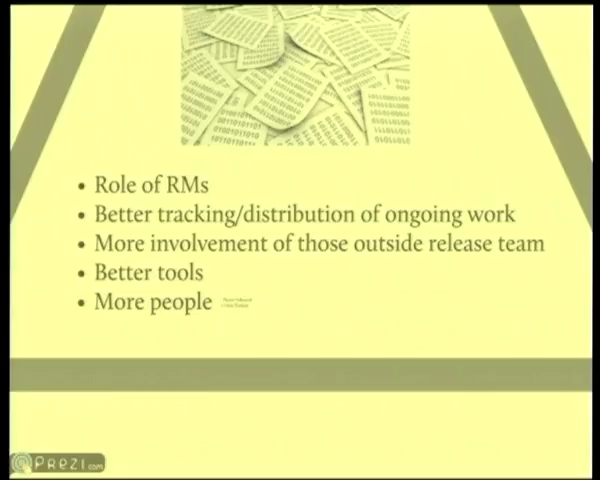 • Role of RMs
• Better tracking/distribution of ongoing work
• More involvement of those outside release team
• Better tools
• More people
PREZI.com